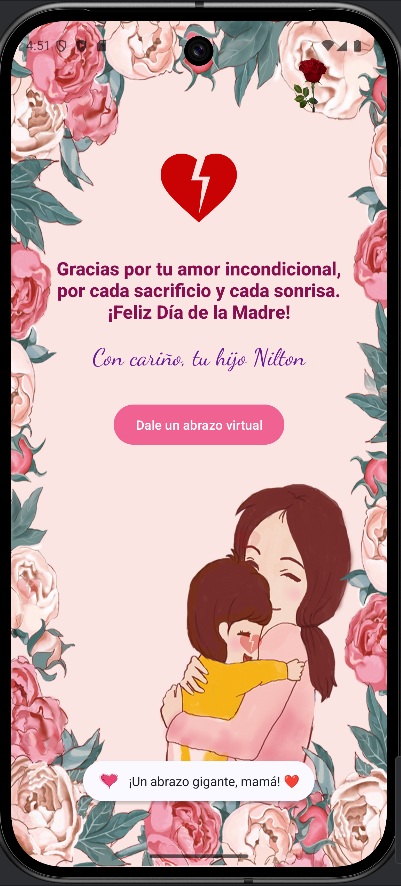 4:51
Gracias por tu amor incondicional,
por cada sacrificio y cada sonrisa.
¡Feliz Día de la Madre!
Con cariño, tu hijo Nilton
Dale un abrazo virtual
¡Un abrazo gigante, mamá! ❤️